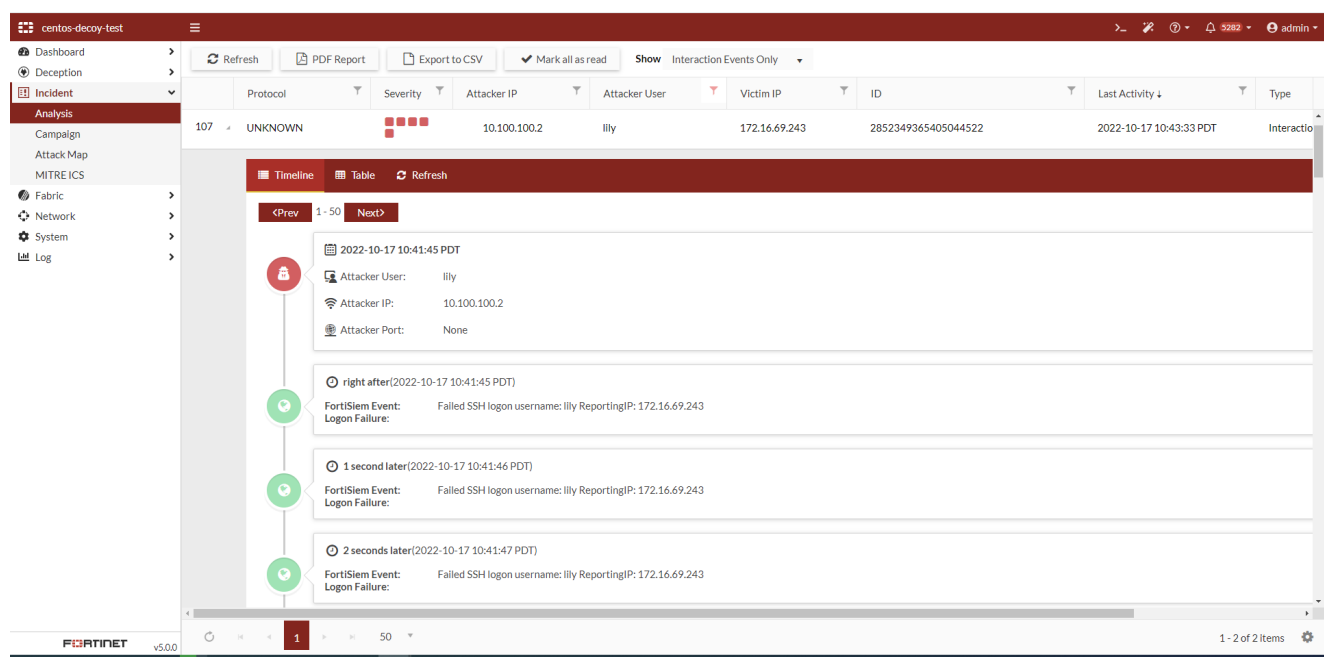 centos-decoy-test
5282
admin
Dashboard
Deception
Incident
Analysis
Campaign
Attack Map
MITRE ICS
Fabric
Network
System
Log
FORTINET
v5.0.0
Refresh PDF Report Export to CSV Mark all as read Show Interaction Events Only
Protocol Severity Attacker IP Attacker User Victim IP ID Last Activity ↓ Type
107 UNKNOWN 10.100.100.2 lily 172.16.69.243 2852349365405044522 2022-10-17 10:43:33 PDT Interactio
Timeline Table Refresh
<Prev 1 - 50 Next>
2022-10-17 10:41:45 PDT
Attacker User: lily
Attacker IP: 10.100.100.2
Attacker Port: None
right after(2022-10-17 10:41:45 PDT)
FortiSiem Event: Failed SSH logon username: lily ReportingIP: 172.16.69.243
Logon Failure:
1 second later(2022-10-17 10:41:46 PDT)
FortiSiem Event: Failed SSH logon username: lily ReportingIP: 172.16.69.243
Logon Failure:
2 seconds later(2022-10-17 10:41:47 PDT)
FortiSiem Event: Failed SSH logon username: lily ReportingIP: 172.16.69.243
Logon Failure:
1 50 1 - 2 of 2 items